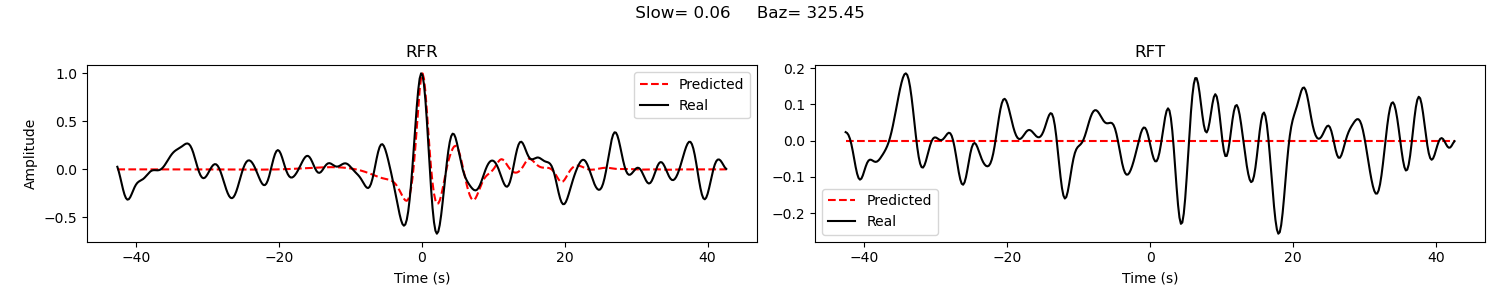 Slow= 0.06 Baz= 325.45
RFR
RFT
Amplitude
1.0
0.5
0.0
−0.5
Predicted
Real
−40
−20
0
20
40
Time (s)
0.2
0.1
0.0
−0.1
−0.2
Predicted
Real
−40
−20
0
20
40
Time (s)